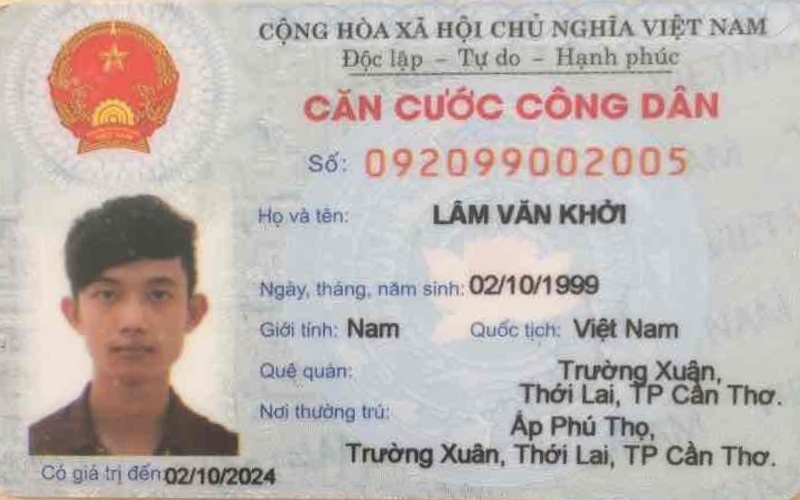 CỘNG HÒA XÃ HỘI CHỦ NGHĨA VIỆT NAM
Độc lập - Tự do - Hạnh phúc
CĂN CƯỚC CÔNG DÂN
Số: 092099002005
Họ và tên: LÂM VĂN KHỞI
Ngày, tháng, năm sinh: 02/10/1999
Giới tính: Nam Quốc tịch: Việt Nam
Quê quán: Trường Xuận,
Thới Lai, TP Cần Thơ.
Nơi thường trú: Ấp Phú Thọ,
Trường Xuân, Thới Lai, TP Cần Thơ.
Có giá trị đến: 02/10/2024